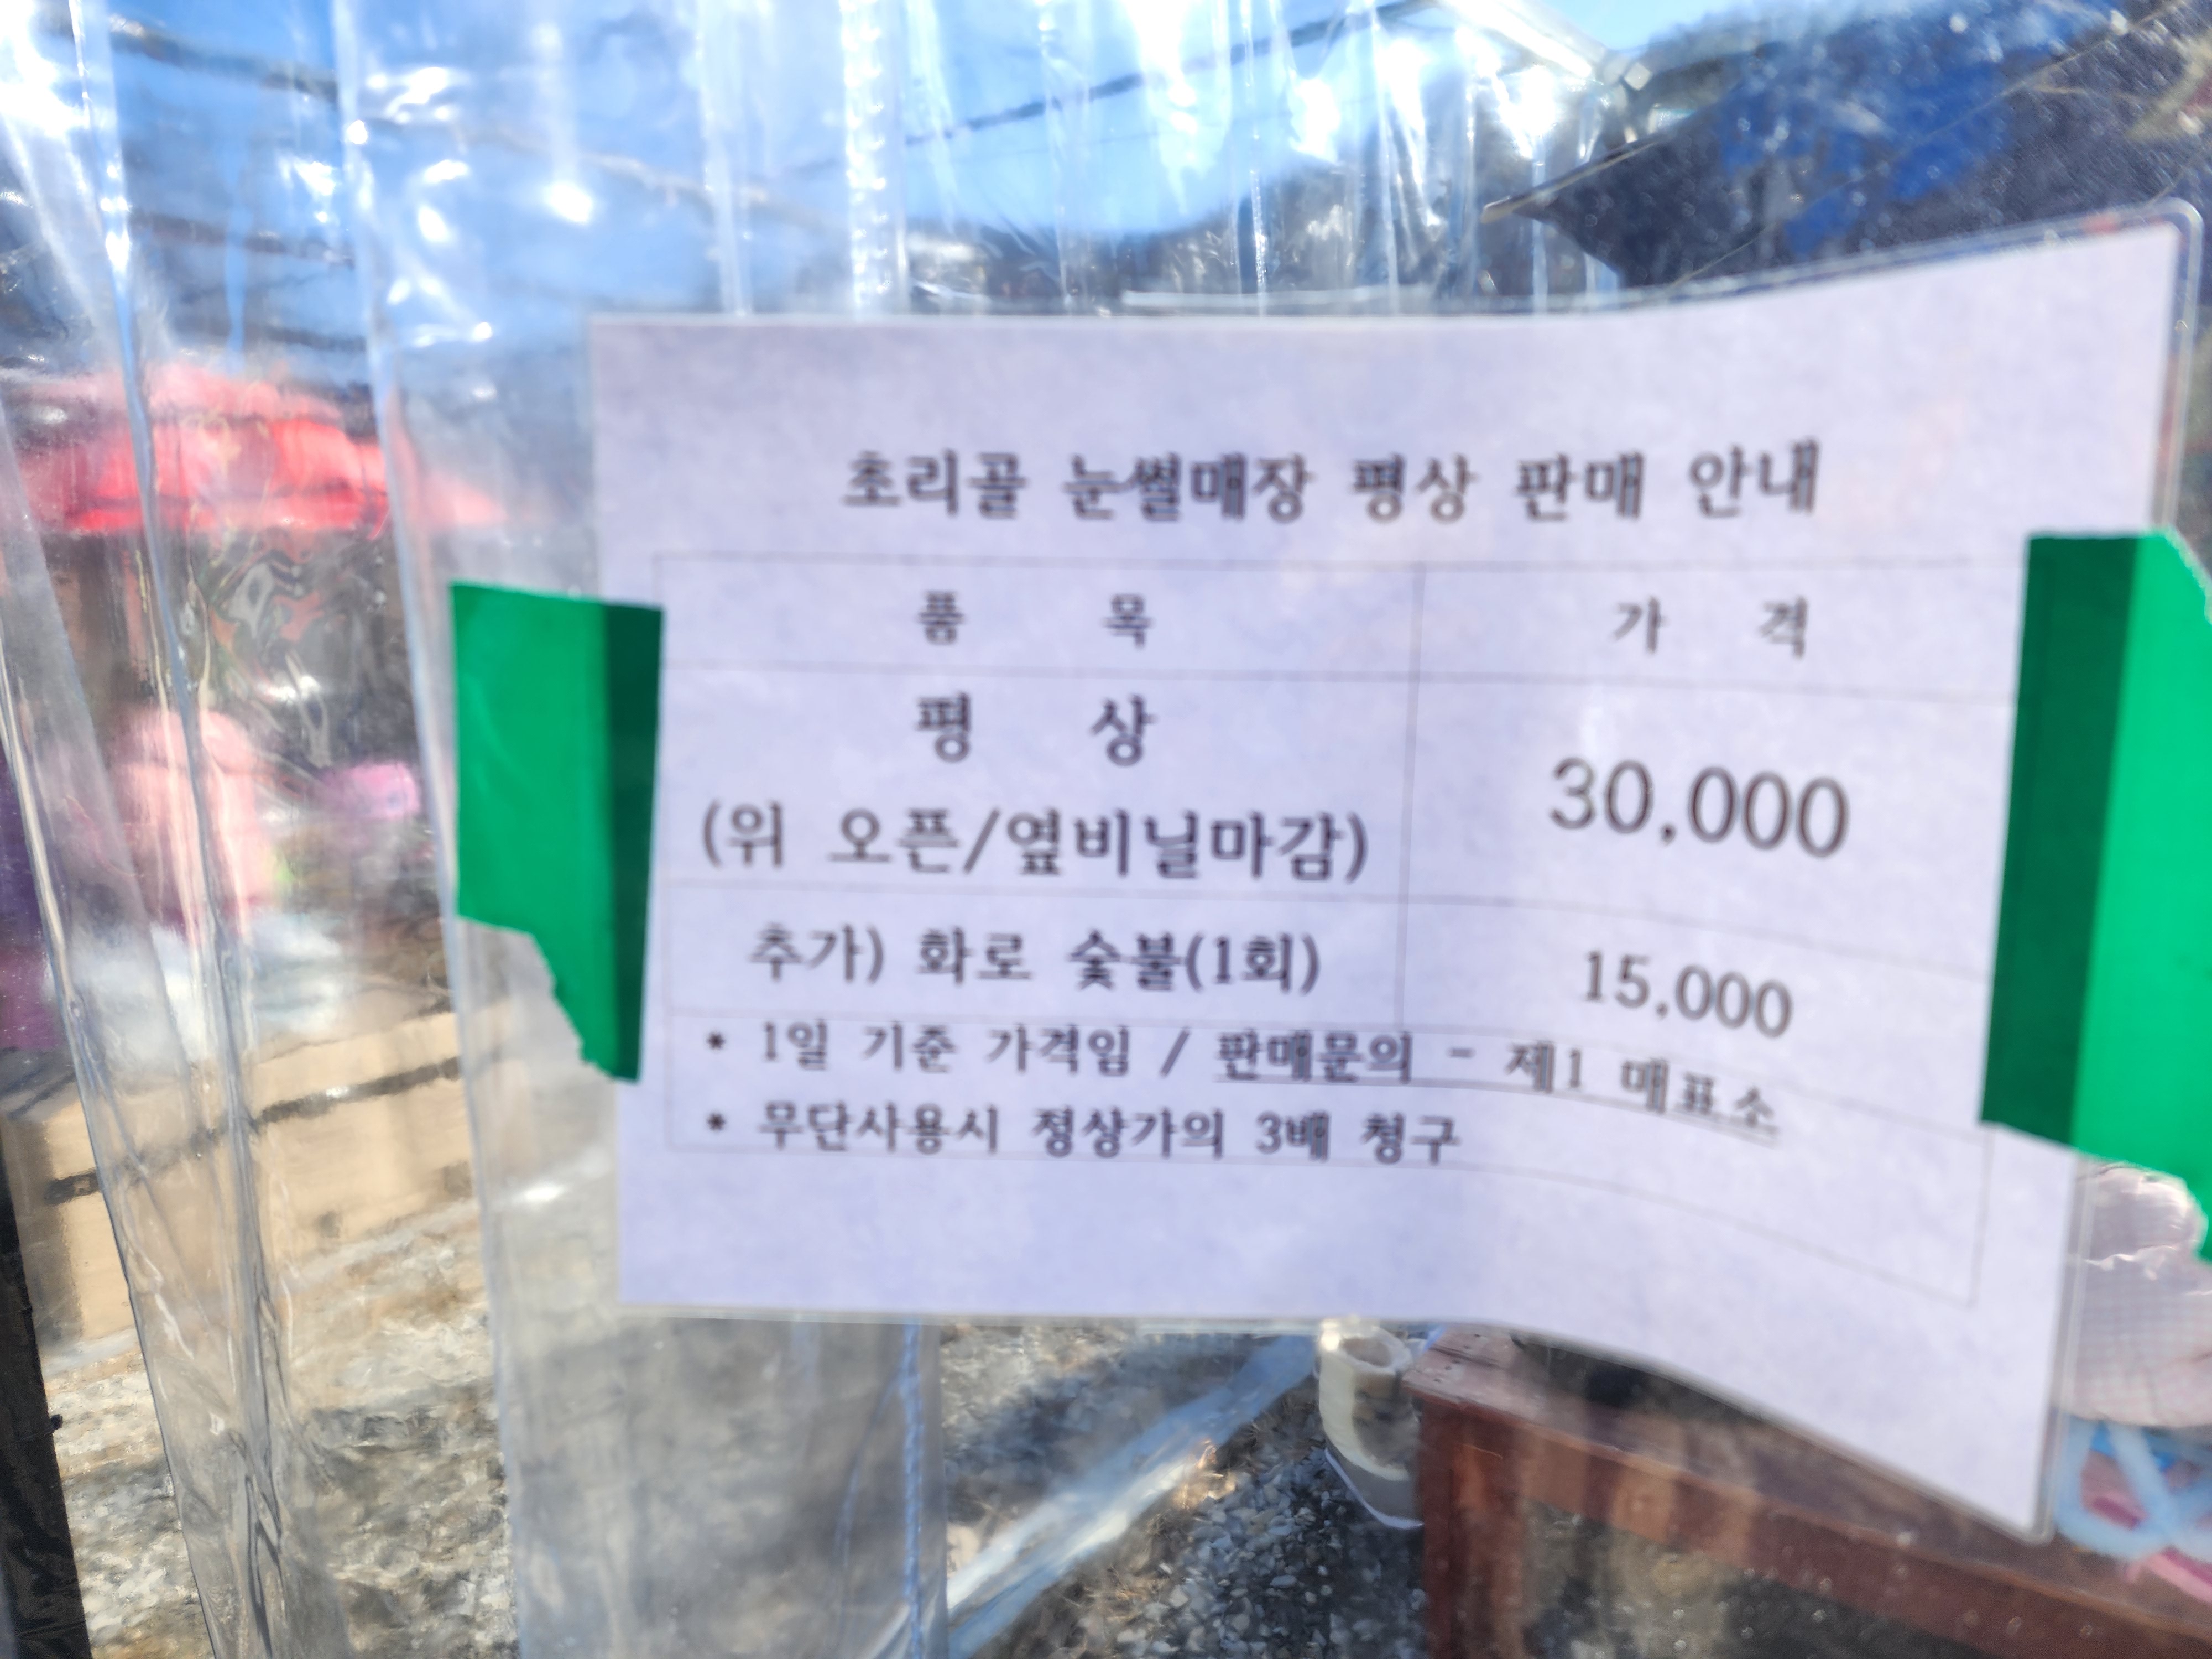 초리골 눈썰매장 평상 판매 안내
품 목 가 격
평 상
(위 오픈/옆비닐마감) 30,000
추가) 화로 숯불(1회) 15,000
* 1일 기준 가격임 / 판매문의 - 제1 매표소
* 무단사용시 정상가의 3배 청구